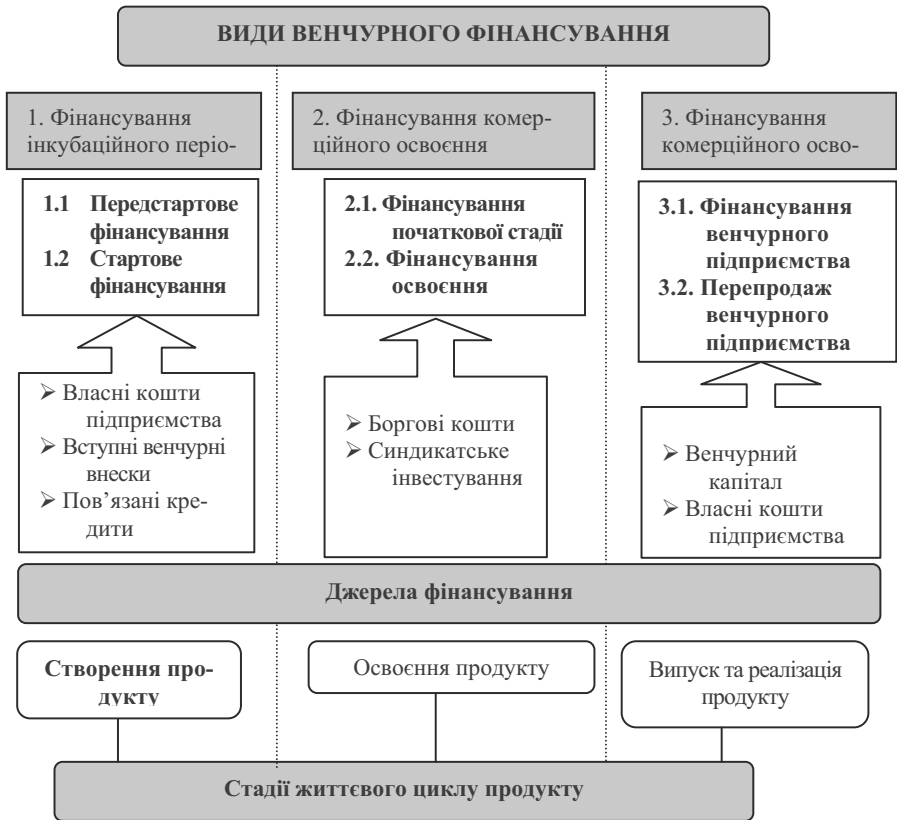 ВИДИ ВЕНЧУРНОГО ФІНАНСУВАННЯ
1. Фінансування
інкубаційного періо-
2. Фінансування комер-
ційного освоєння
3. Фінансування
комерційного осво-
1.1 Передстартове
фінансування
1.2 Стартове
фінансування
2.1. Фінансування
початкової стадії
2.2. Фінансування
освоєння
3.1. Фінансування
венчурного
підприємства
3.2. Перепродаж
венчурного
підприємства
➢ Власні кошти
підприємства
➢ Вступні венчурні
внески
➢ Пов’язані кре-
дити
➢ Боргові кошти
➢ Синдикатське
інвестування
➢ Венчурний
капітал
➢ Власні кошти
підприємства
Джерела фінансування
Створення про-
дукту
Освоєння продукту
Випуск та реалізація
продукту
Стадії життєвого циклу продукту